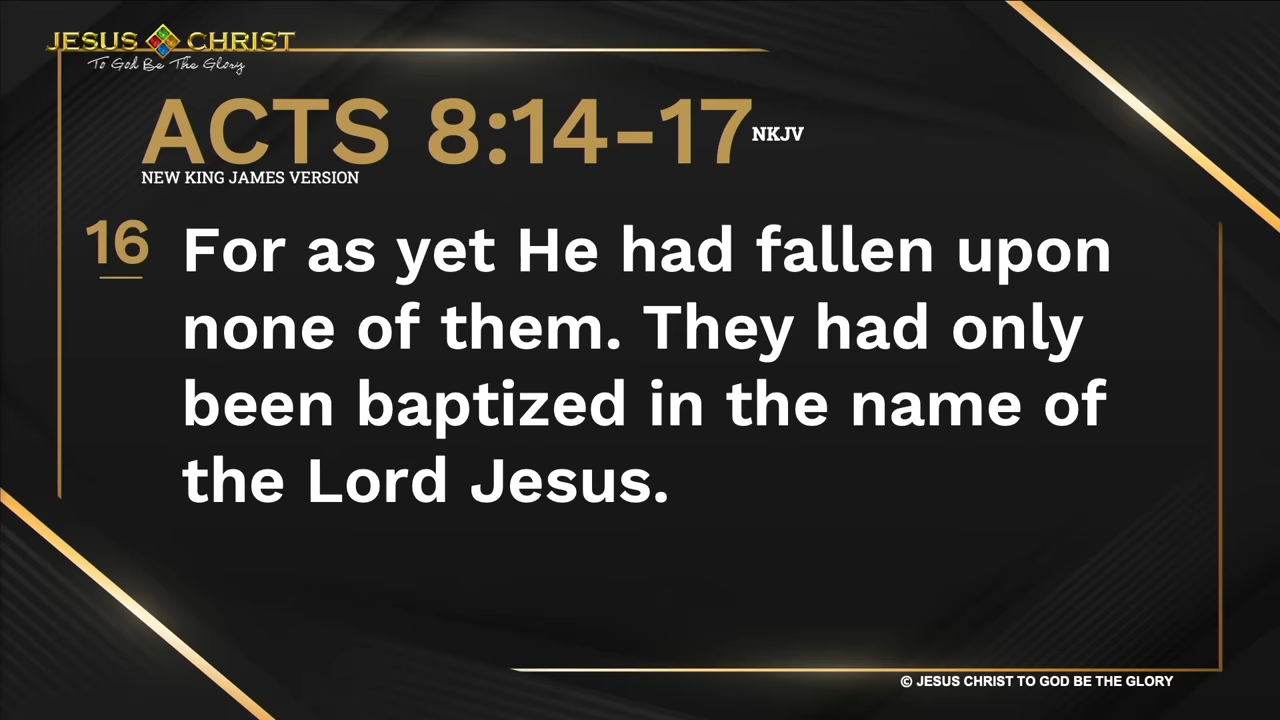 JESUS CHRIST
To God Be The Glory
ACTS 8:14-17 NKJV
NEW KING JAMES VERSION
16 For as yet He had fallen upon
none of them. They had only
been baptized in the name of
the Lord Jesus.
© JESUS CHRIST TO GOD BE THE GLORY